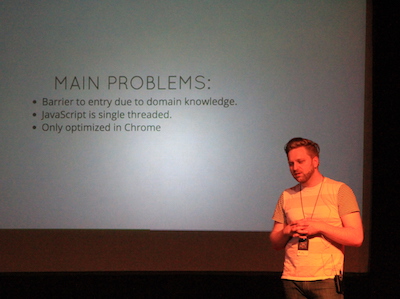 MAIN PROBLEMS:
• Barrier to entry due to domain knowledge.
• JavaScript is single threaded.
• Only optimized in Chrome